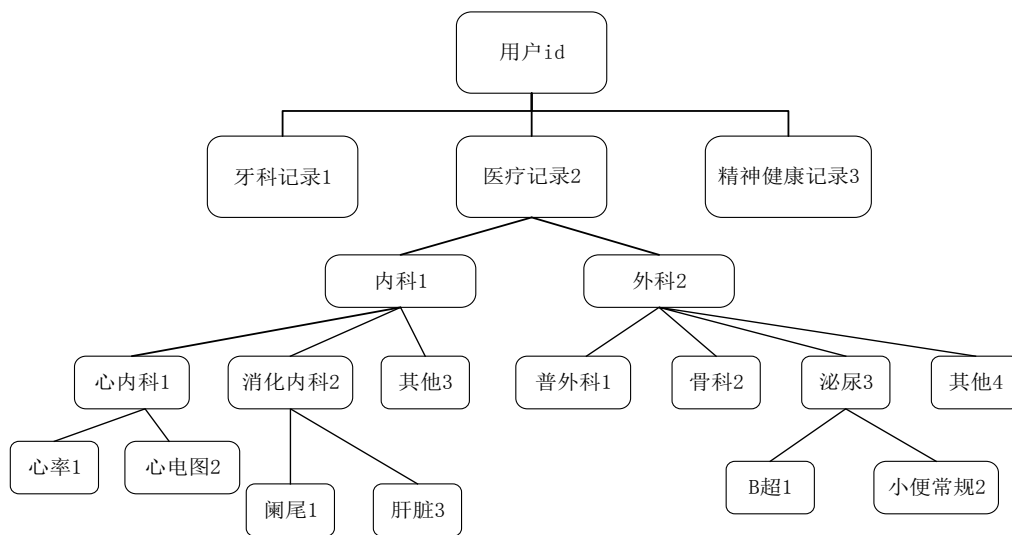 用户id
牙科记录1
医疗记录2
精神健康记录3
内科1
外科2
心内科1
消化内科2
其他3
普外科1
骨科2
泌尿3
其他4
心率1
心电图2
阑尾1
肝脏3
B超1
小便常规2